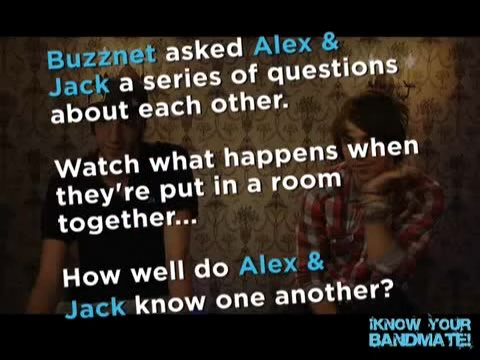 Buzznet asked Alex &
Jack a series of questions
about each other.
Watch what happens when
they're put in a room
together...
How well do Alex &
Jack know one another?
KNOW YOUR
BANDMATE!